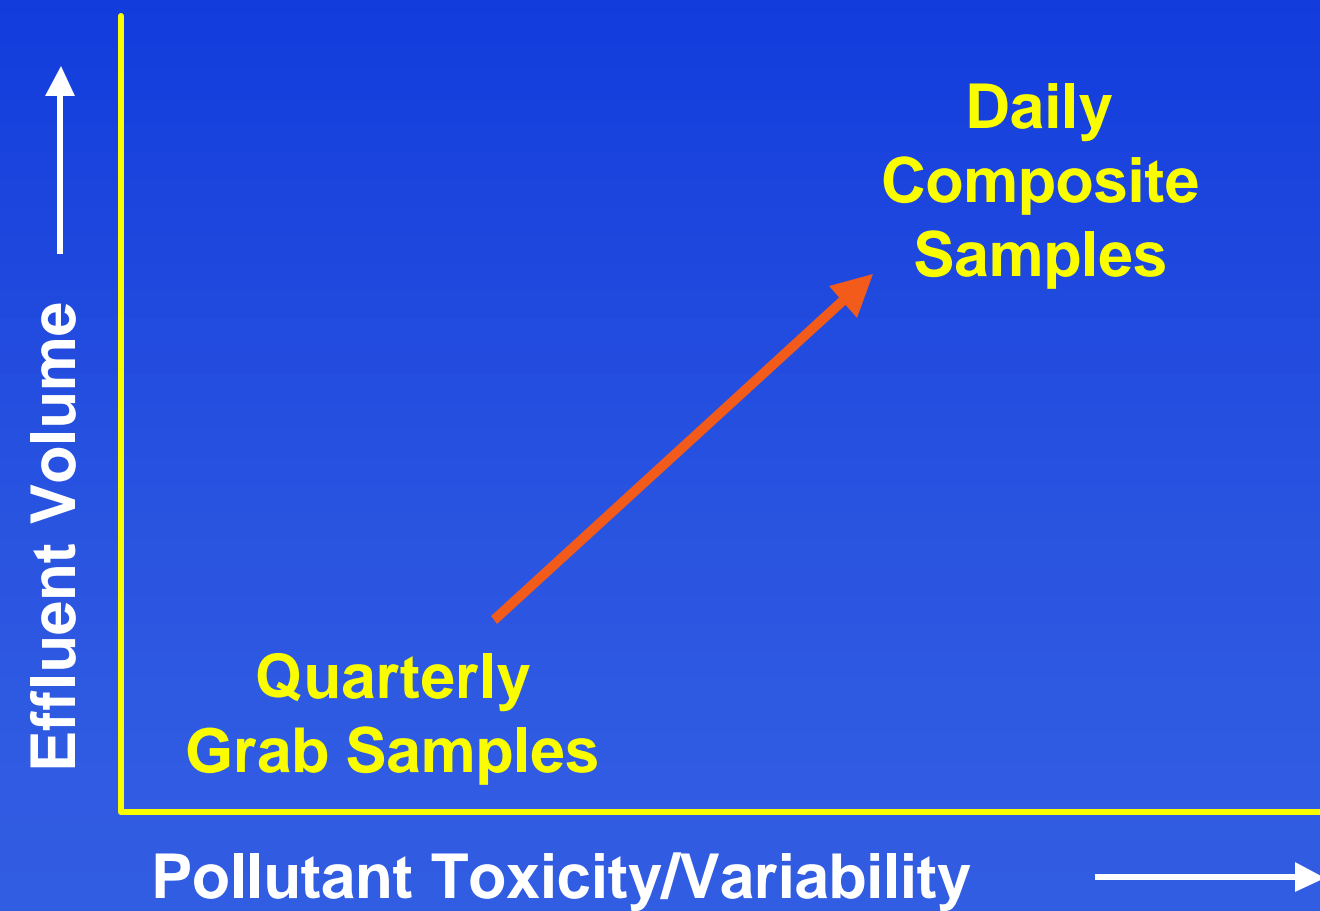 Daily
Composite
Samples
Effluent Volume
Quarterly
Grab Samples
Pollutant Toxicity/Variability